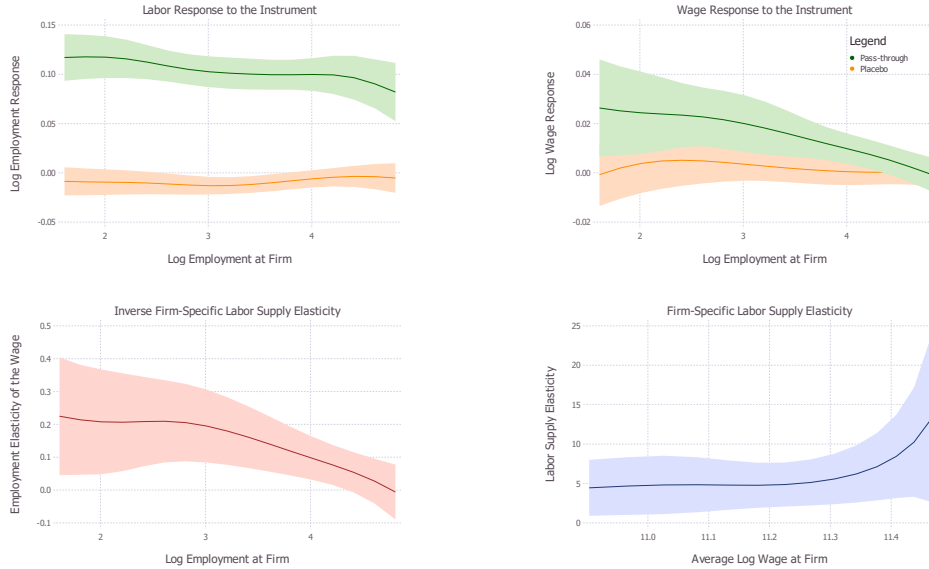 Labor Response to the Instrument
0.15
0.10
0.05
0.00
-0.05
2
3
4
Log Employment Response
Log Employment at Firm
Wage Response to the Instrument
Legend
Pass-through
Placebo
0.06
0.04
0.02
0.00
-0.02
2
3
4
Log Wage Response
Log Employment at Firm
Inverse Firm-Specific Labor Supply Elasticity
0.5
0.4
0.3
0.2
0.1
0.0
-0.1
2
3
4
Employment Elasticity of the Wage
Log Employment at Firm
Firm-Specific Labor Supply Elasticity
25
20
15
10
5
0
11.0
11.1
11.2
11.3
11.4
Labor Supply Elasticity
Average Log Wage at Firm